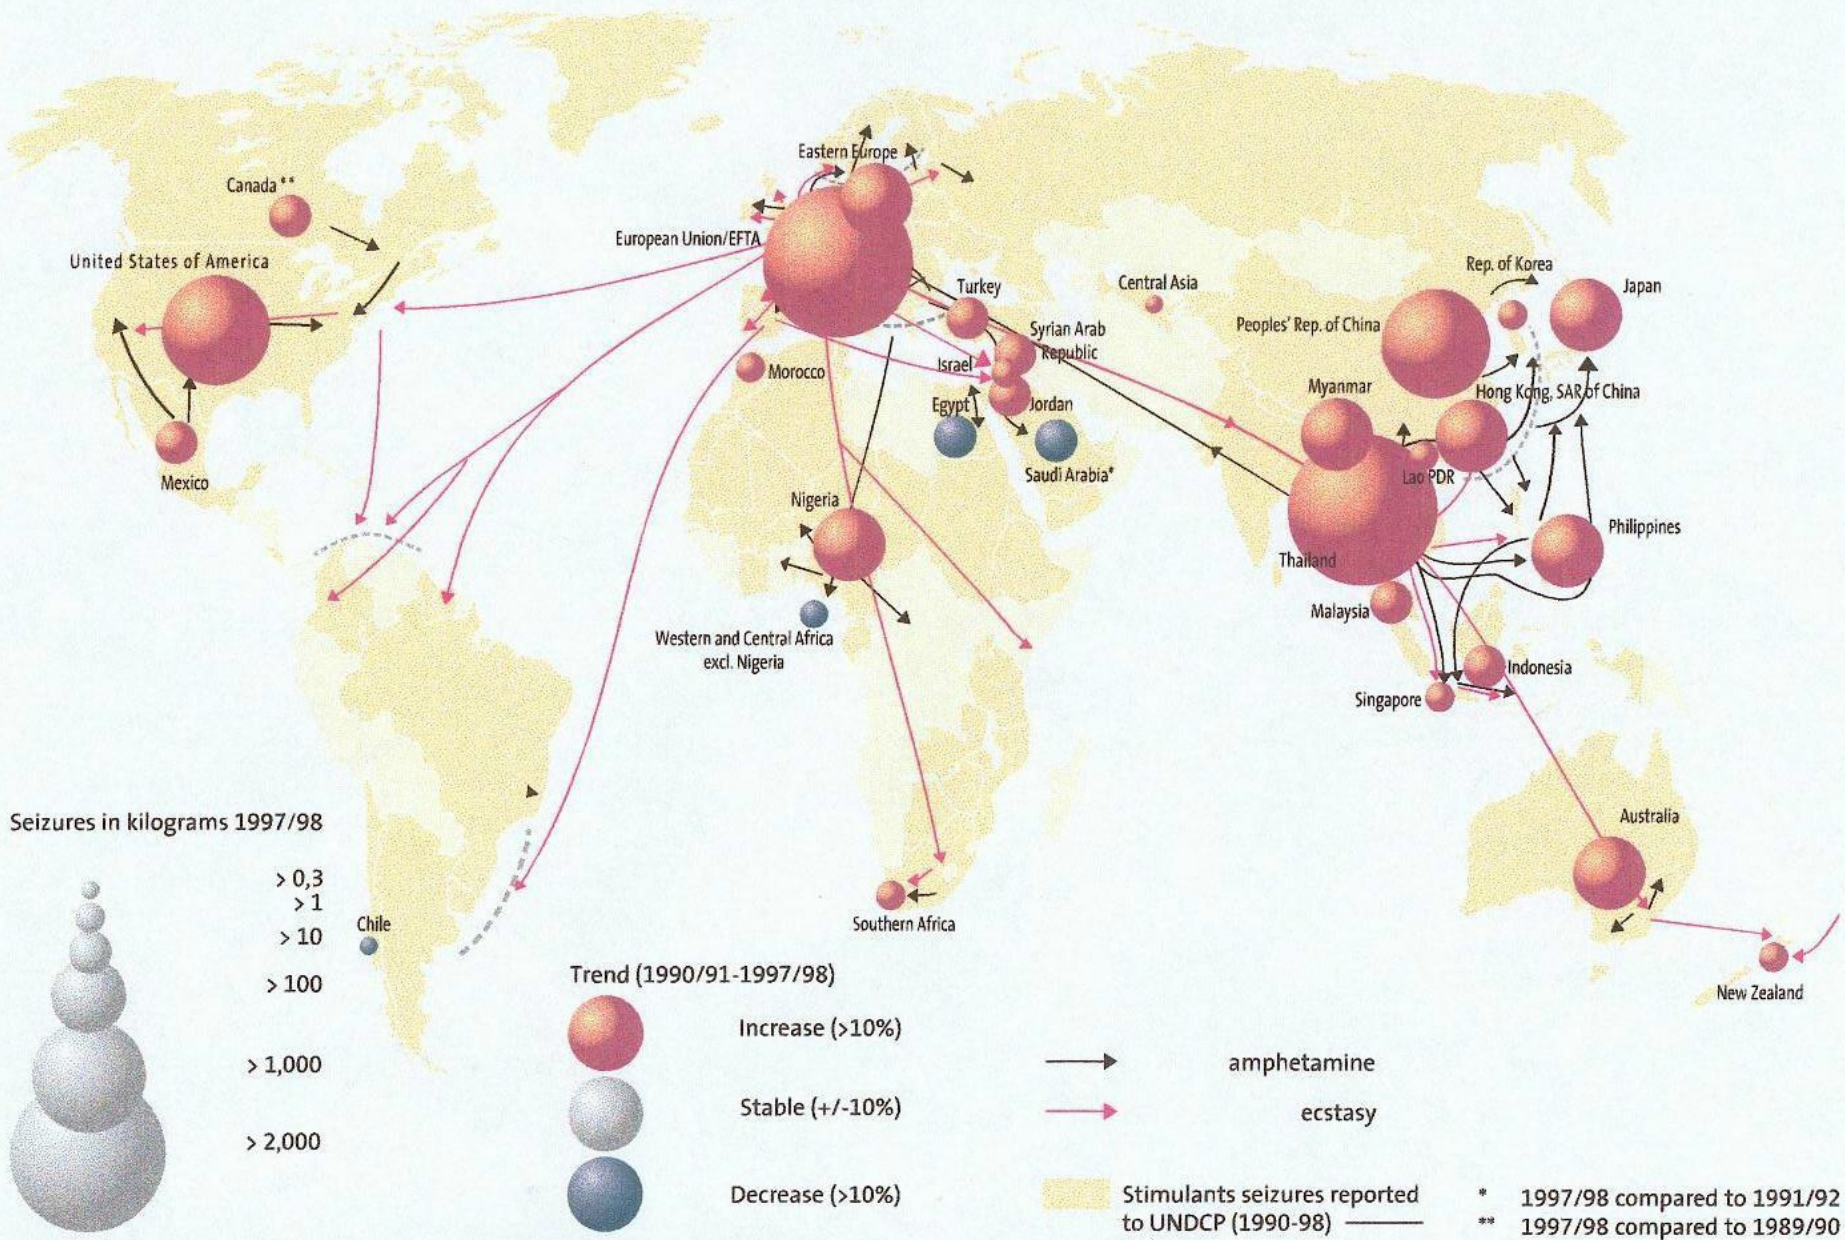 Eastern Europe
Canada **
European Union/EFTA
United States of America
Rep. of Korea
Central Asia
Turkey
Japan
Peoples' Rep. of China
Syrian Arab
Republic
Israel
Morocco
Myanmar
Hong Kong, SAR of China
Egypt
Jordan
Saudi Arabia*
Lao PDR
Mexico
Nigeria
Philippines
Thailand
Malaysia
Western and Central Africa
excl. Nigeria
Indonesia
Singapore
Australia
Seizures in kilograms 1997/98
> 0,3
> 1
> 10
> 100
> 1,000
> 2,000
Chile
Southern Africa
New Zealand
Trend (1990/91-1997/98)
Increase (>10%)
Stable (+/-10%)
Decrease (>10%)
amphetamine
ecstasy
Stimulants seizures reported
to UNDCP (1990-98)
* 1997/98 compared to 1991/92
** 1997/98 compared to 1989/90